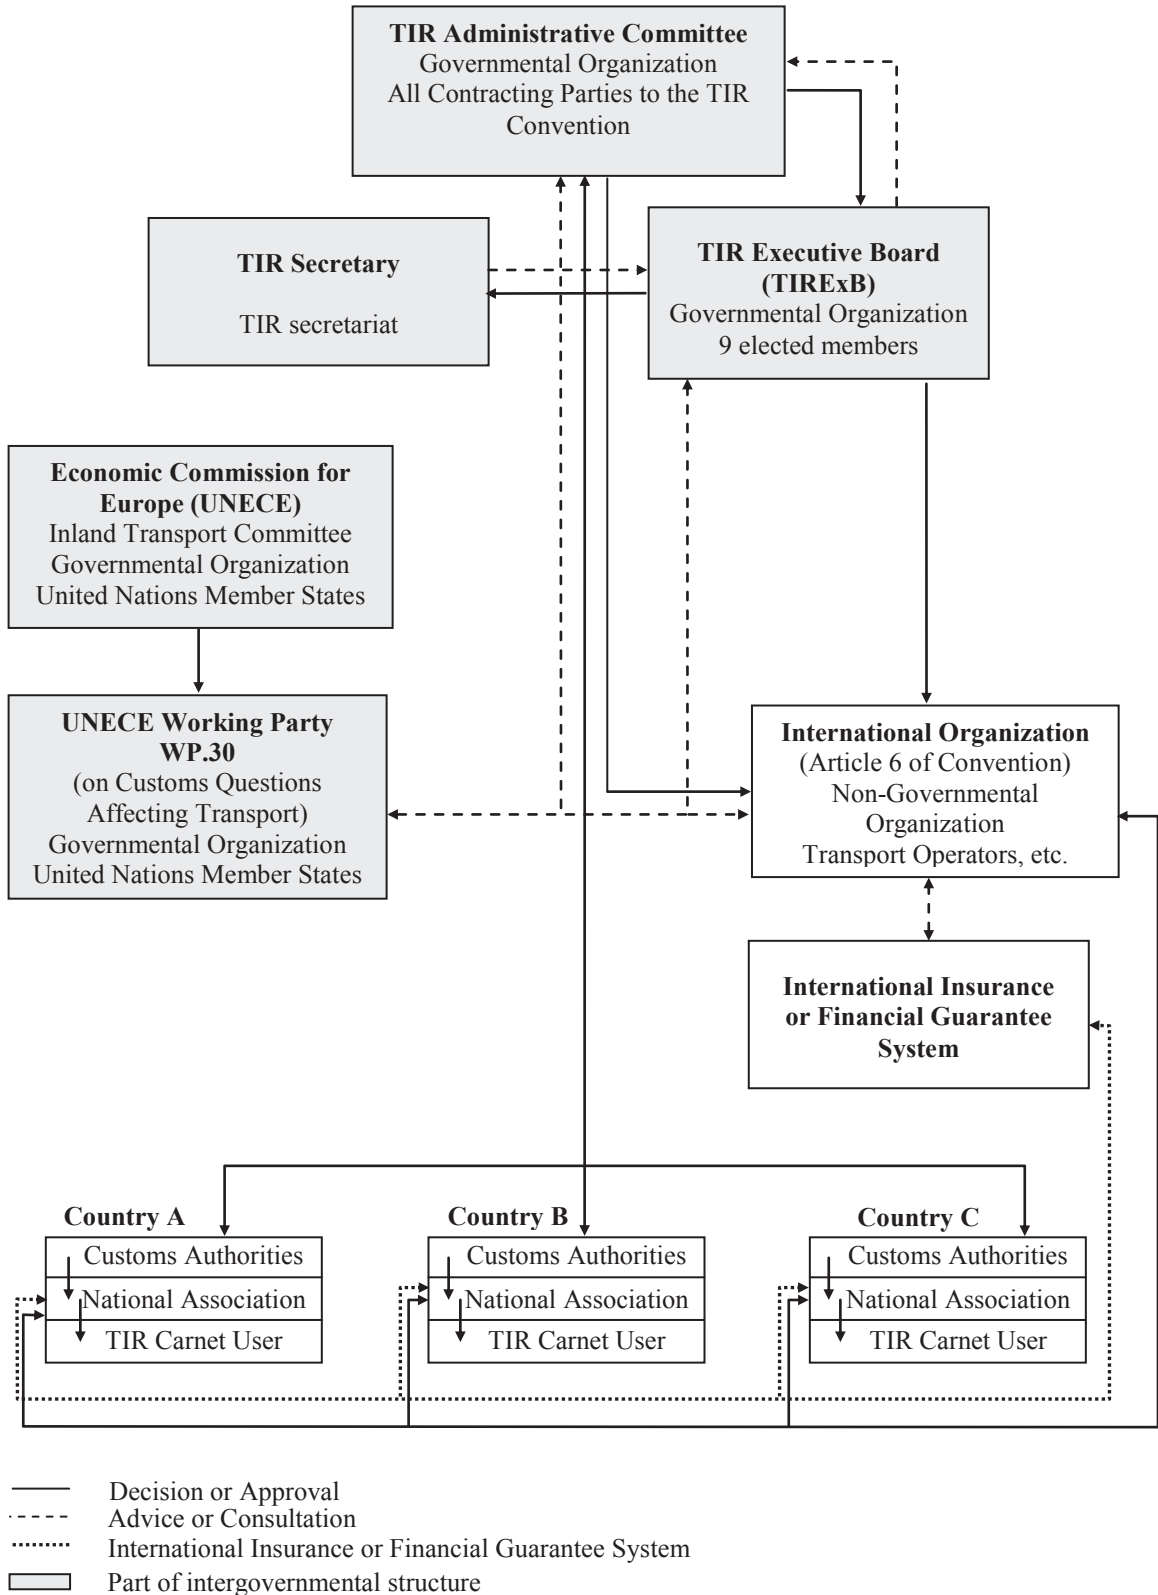 TIR Administrative Committee
Governmental Organization
All Contracting Parties to the TIR
Convention
TIR Secretary
TIR secretariat
TIR Executive Board
(TIRExB)
Governmental Organization
9 elected members
Economic Commission for
Europe (UNECE)
Inland Transport Committee
Governmental Organization
United Nations Member States
UNECE Working Party
WP.30
(on Customs Questions
Affecting Transport)
Governmental Organization
United Nations Member States
International Organization
(Article 6 of Convention)
Non-Governmental
Organization
Transport Operators, etc.
International Insurance
or Financial Guarantee
System
Country A
Customs Authorities
National Association
TIR Carnet User
Country B
Customs Authorities
National Association
TIR Carnet User
Country C
Customs Authorities
National Association
TIR Carnet User
Decision or Approval
Advice or Consultation
International Insurance or Financial Guarantee System
Part of intergovernmental structure